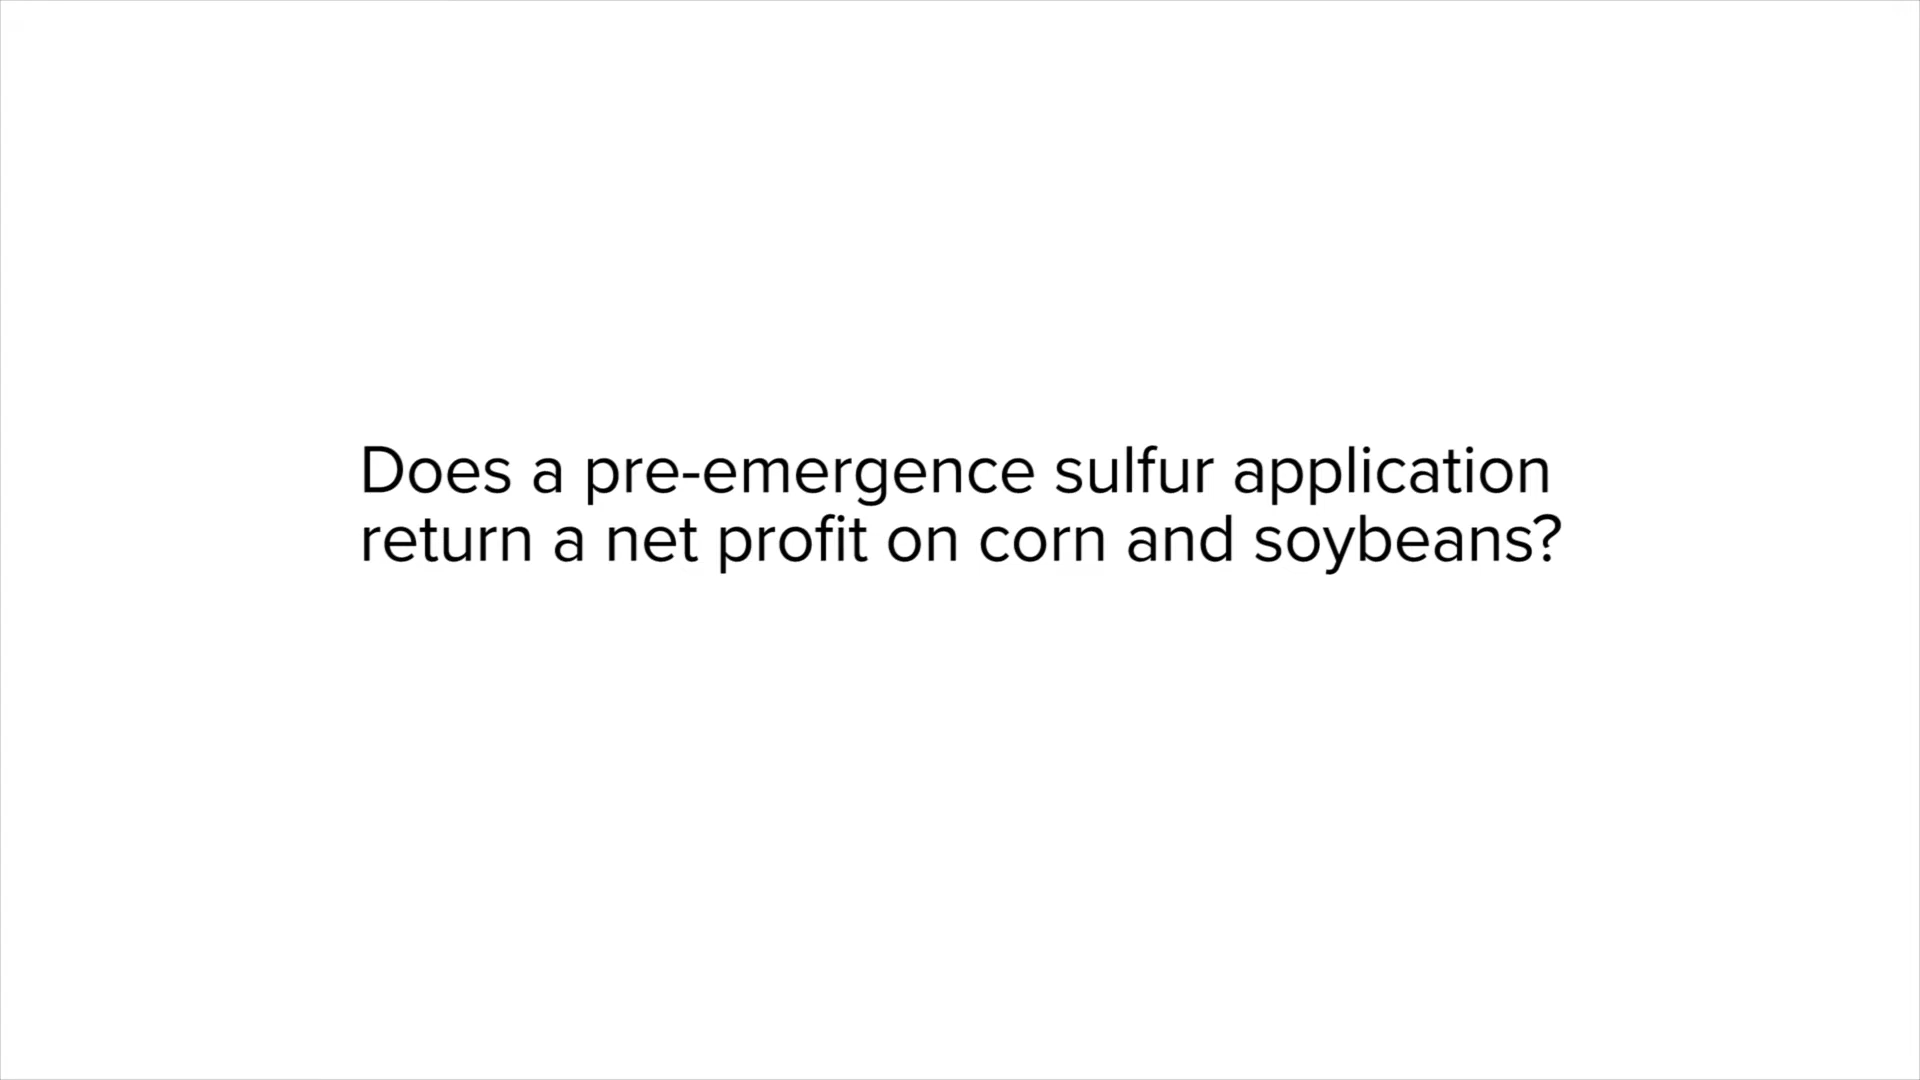 Does a pre-emergence sulfur application
return a net profit on corn and soybeans?